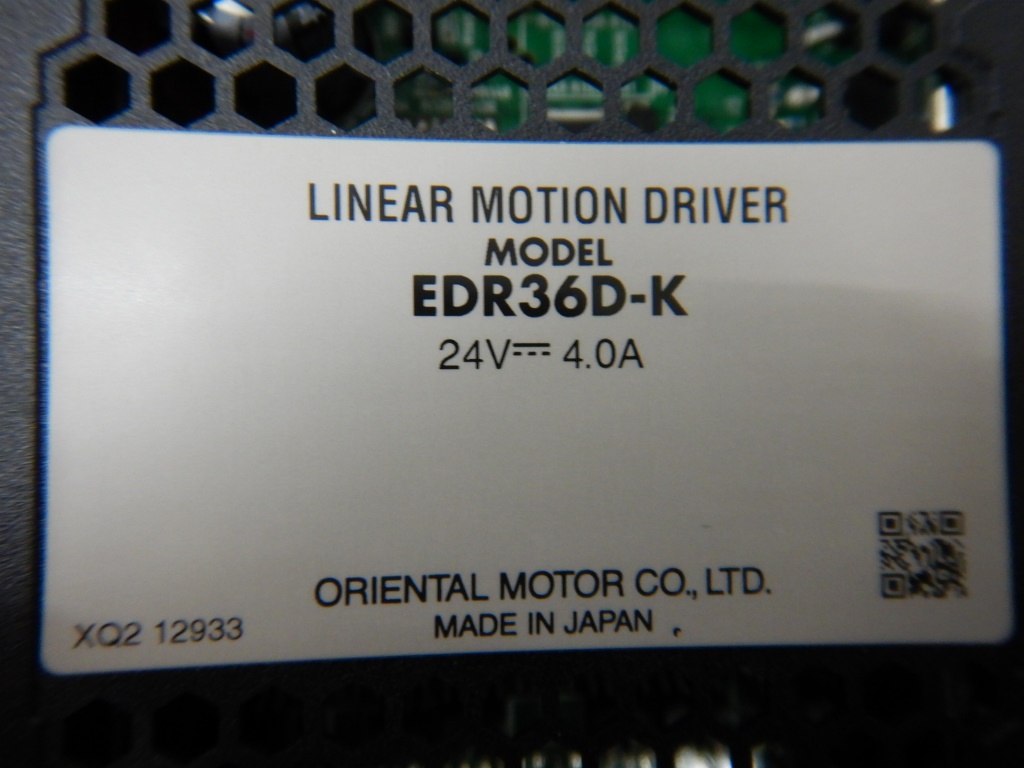 LINEAR MOTION DRIVER
MODEL
EDR36D-K
24V⎓ 4.0A
ORIENTAL MOTOR CO., LTD.
MADE IN JAPAN
XQ2 12933